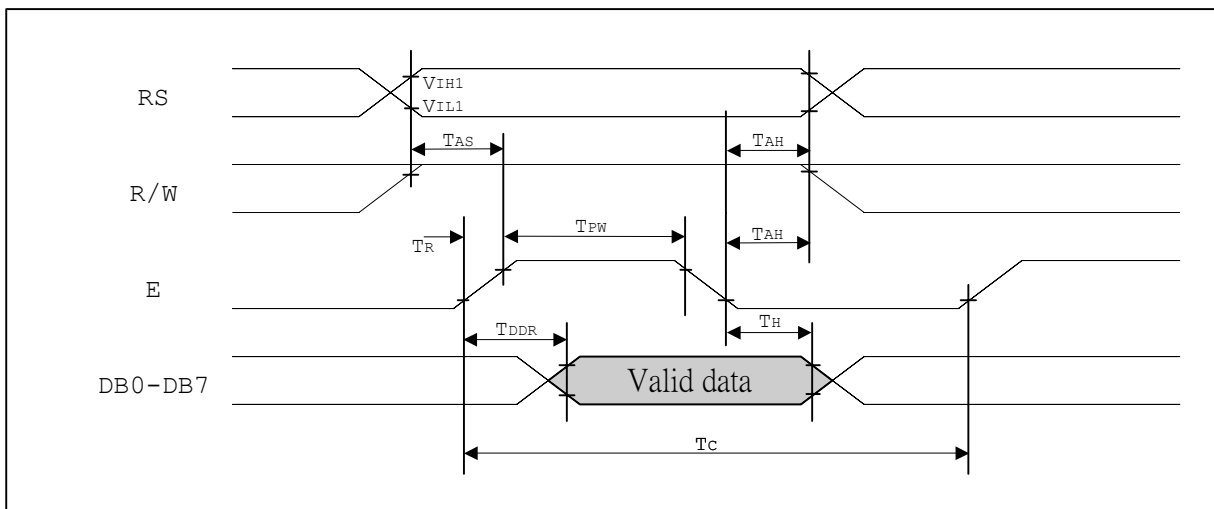 RS
VIH1
VIL1
TAS
TAH
R/W
TPW
TAH
TR
E
TDDR
TH
DB0-DB7
Valid data
TC